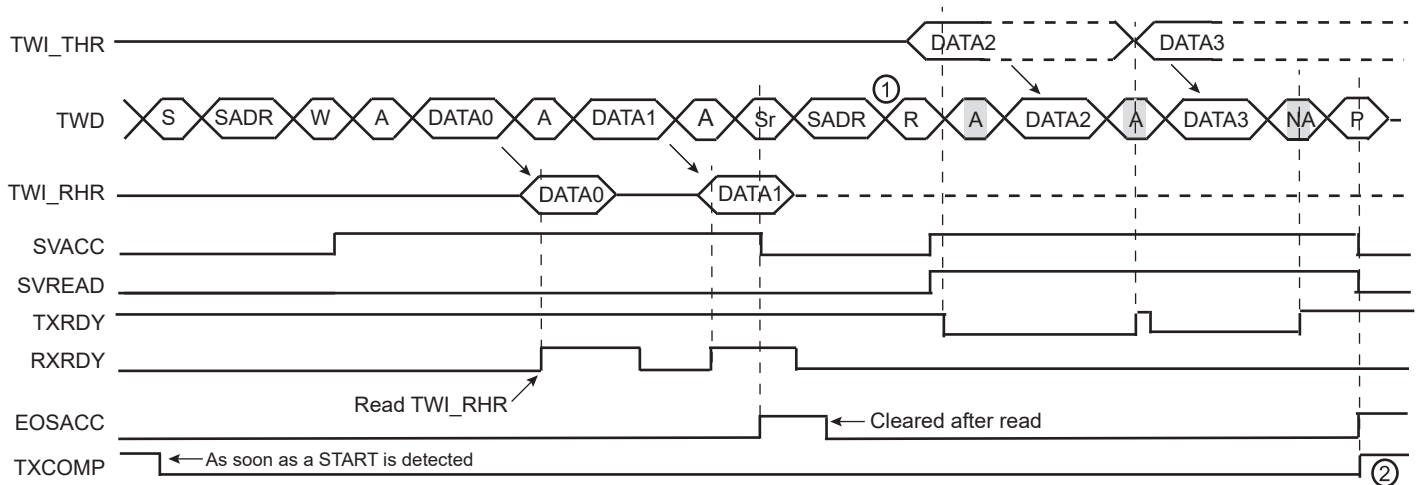 TWI_THR DATA2 DATA3
①
TWD S SADR W A DATA0 A DATA1 A Sr SADR R A DATA2 A DATA3 NA P
TWI_RHR DATA0 DATA1
SVACC
SVREAD
TXRDY
RXRDY
Read TWI_RHR
EOSACC Cleared after read
TXCOMP As soon as a START is detected ②